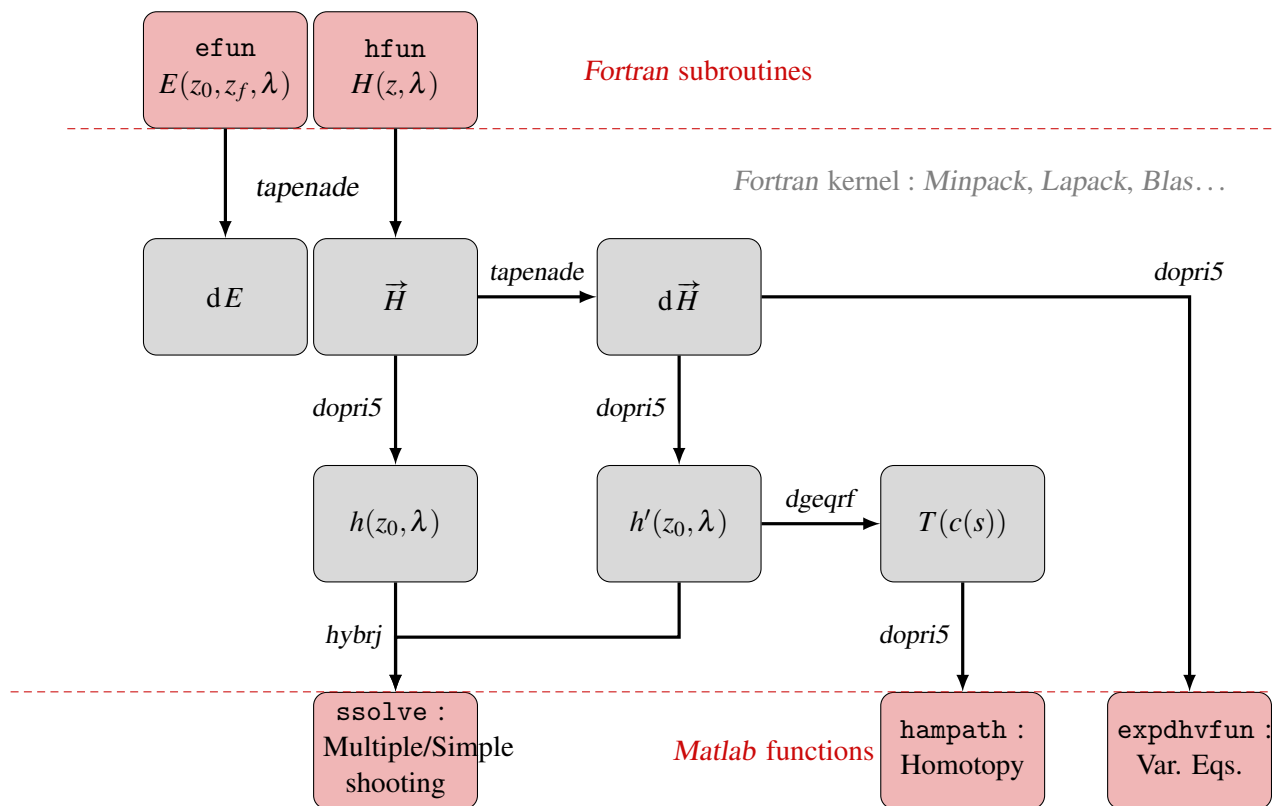 efun
E(z₀, z_f, λ)
hfun
H(z, λ)
Fortran subroutines
tapenade
Fortran kernel : Minpack, Lapack, Blas…
dE
H⃗
tapenade
dH⃗
dopri5
dopri5
dopri5
h(z₀, λ)
h′(z₀, λ)
dgeqrf
T(c(s))
hybrj
dopri5
ssolve :
Multiple/Simple
shooting
Matlab functions
hampath :
Homotopy
expdhvfun :
Var. Eqs.